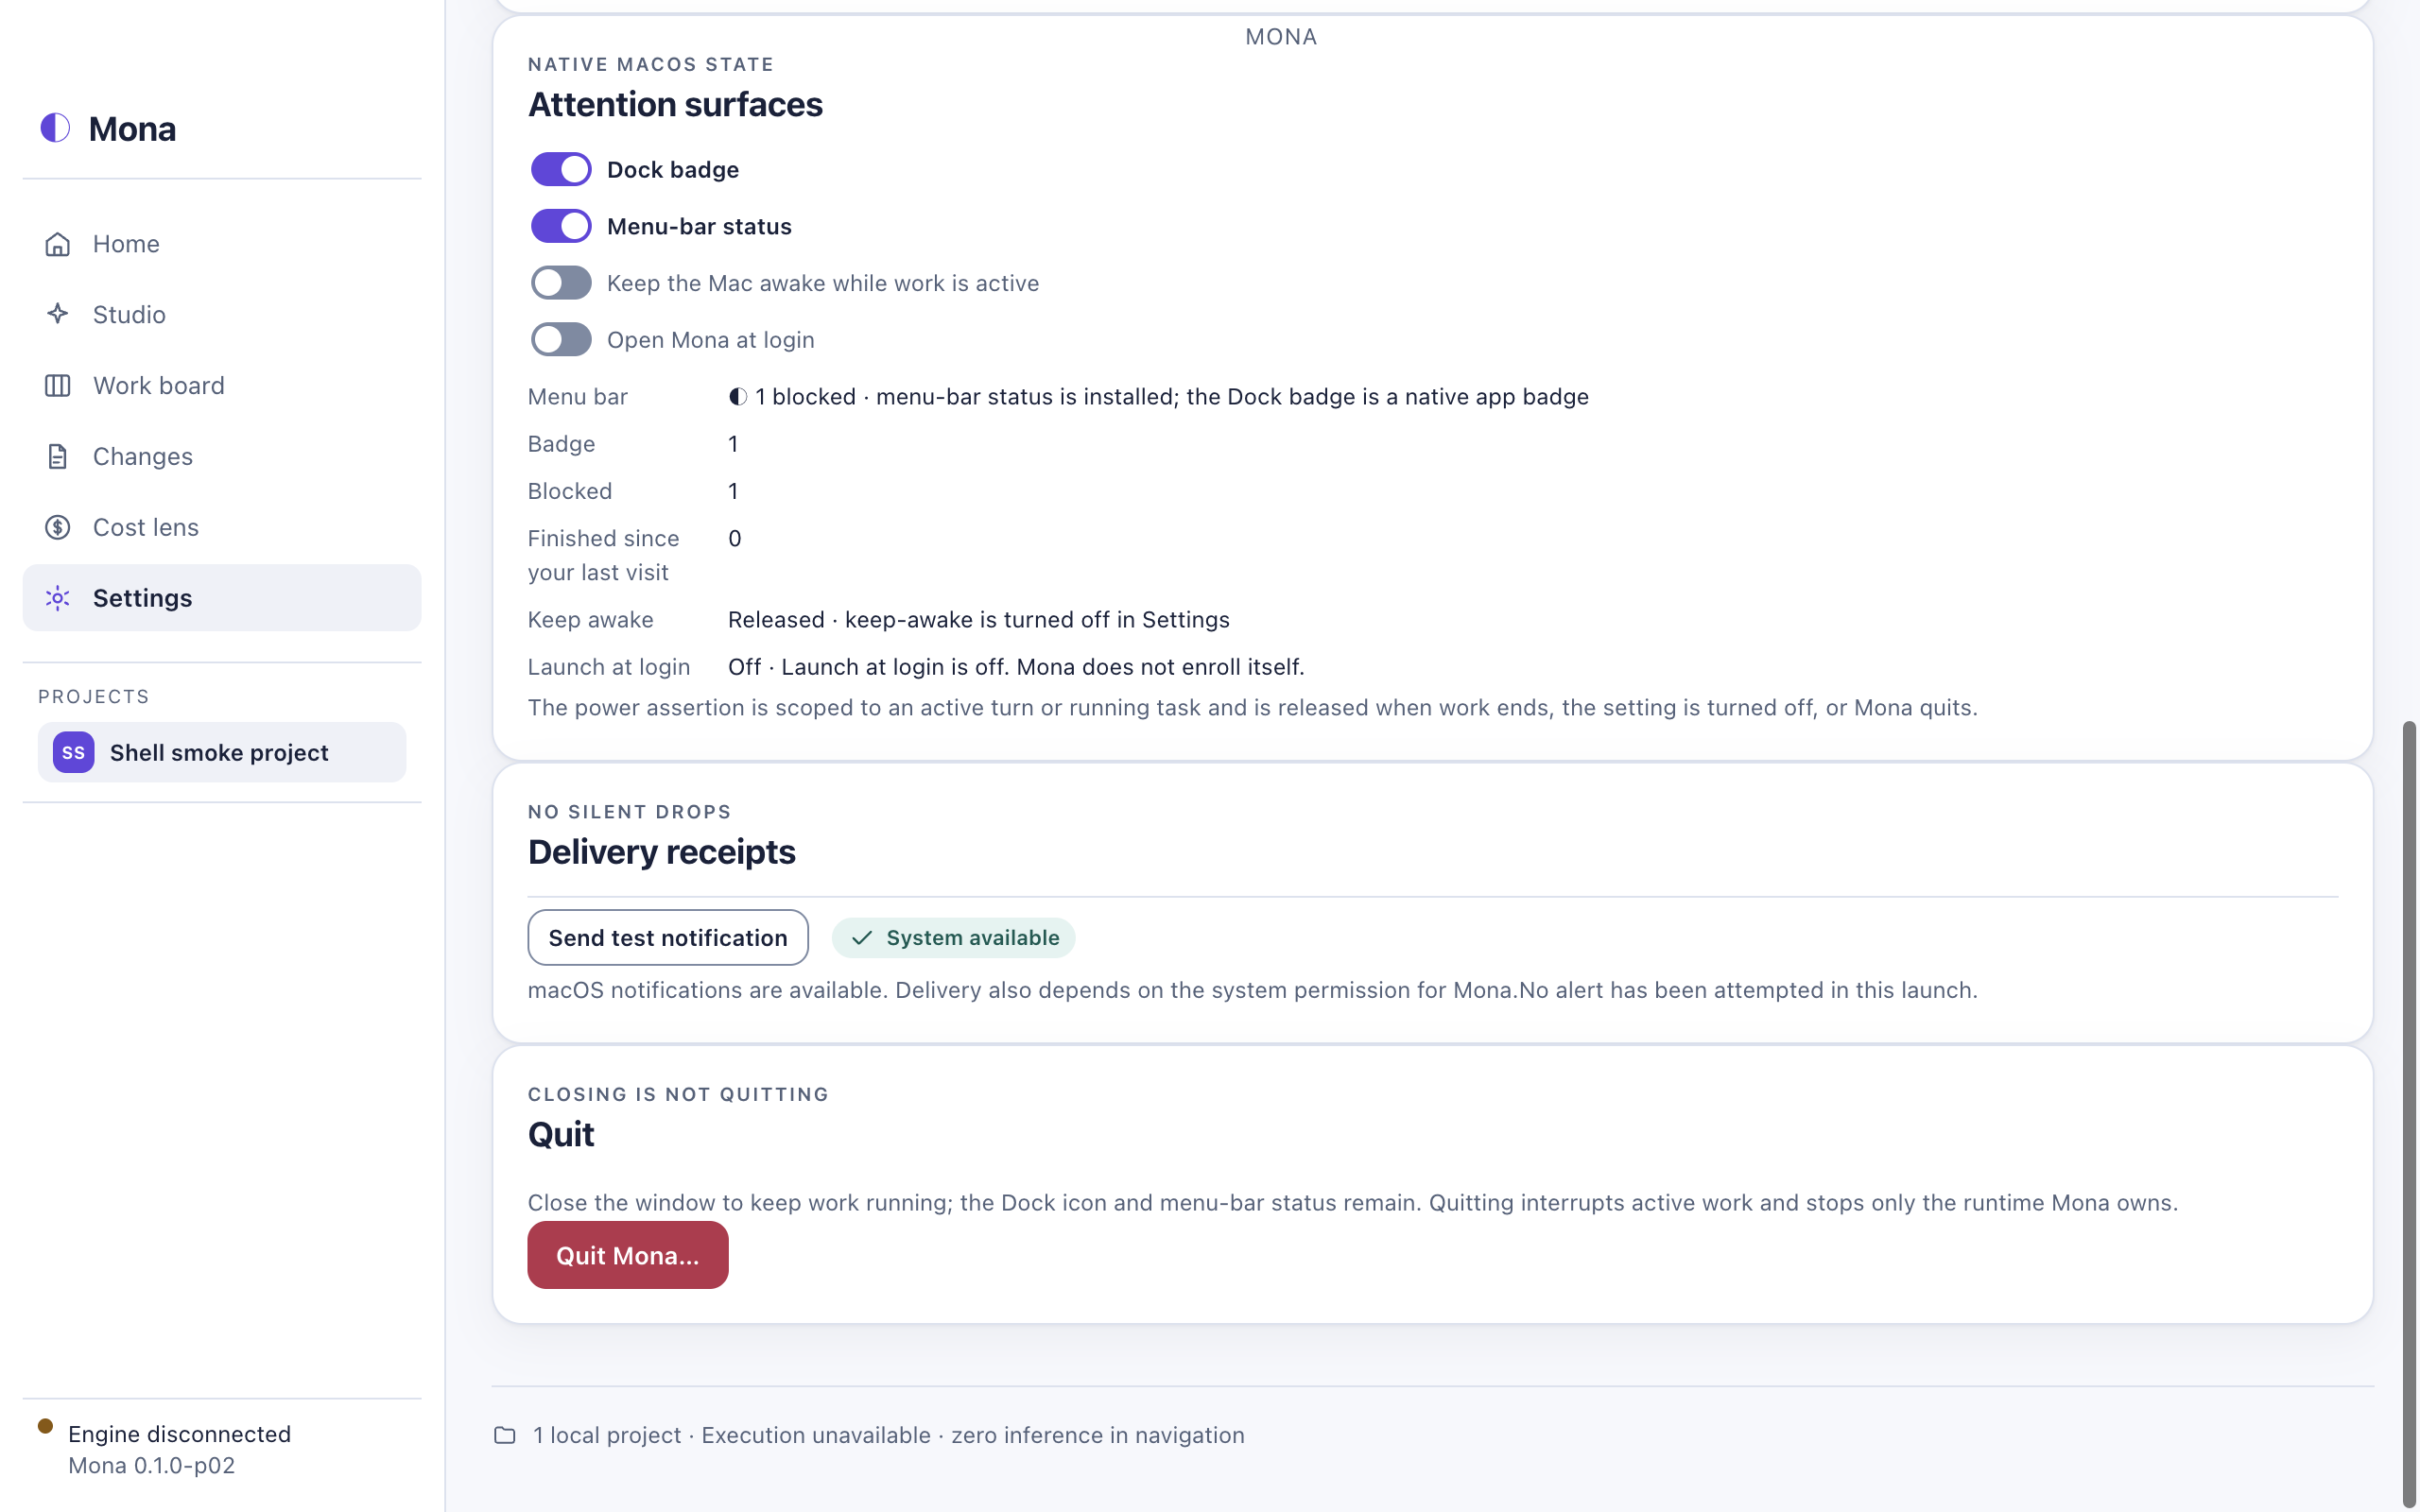 Mona
Home
Studio
Work board
Changes
Cost lens
Settings
PROJECTS
SS Shell smoke project
Engine disconnected
Mona 0.1.0-p02
MONA
NATIVE MACOS STATE
Attention surfaces
Dock badge
Menu-bar status
Keep the Mac awake while work is active
Open Mona at login
Menu bar ◐ 1 blocked · menu-bar status is installed; the Dock badge is a native app badge
Badge 1
Blocked 1
Finished since 0
your last visit
Keep awake Released · keep-awake is turned off in Settings
Launch at login Off · Launch at login is off. Mona does not enroll itself.
The power assertion is scoped to an active turn or running task and is released when work ends, the setting is turned off, or Mona quits.
NO SILENT DROPS
Delivery receipts
Send test notification ✓ System available
macOS notifications are available. Delivery also depends on the system permission for Mona.No alert has been attempted in this launch.
CLOSING IS NOT QUITTING
Quit
Close the window to keep work running; the Dock icon and menu-bar status remain. Quitting interrupts active work and stops only the runtime Mona owns.
Quit Mona...
1 local project · Execution unavailable · zero inference in navigation